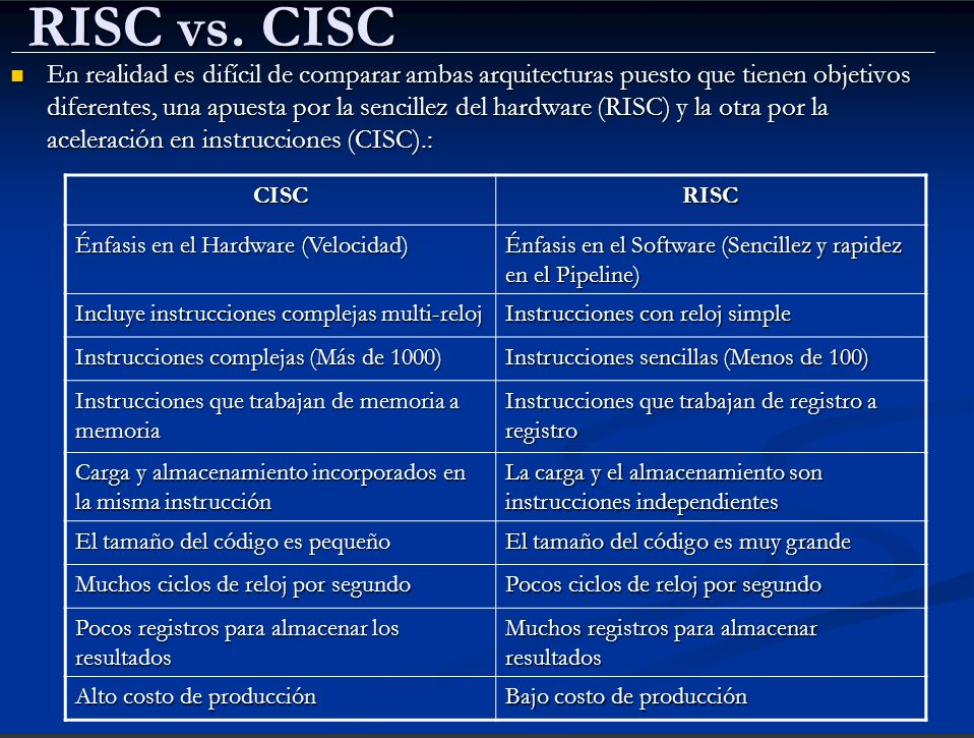 RISC vs. CISC
En realidad es difícil de comparar ambas arquitecturas puesto que tienen objetivos
diferentes, una apuesta por la sencillez del hardware (RISC) y la otra por la
aceleración en instrucciones (CISC).:
CISC
RISC
Énfasis en el Hardware (Velocidad)
Énfasis en el Software (Sencillez y rapidez
en el Pipeline)
Incluye instrucciones complejas multi-reloj
Instrucciones con reloj simple
Instrucciones complejas (Más de 1000)
Instrucciones sencillas (Menos de 100)
Instrucciones que trabajan de memoria a
memoria
Instrucciones que trabajan de registro a
registro
Carga y almacenamiento incorporados en
la misma instrucción
La carga y el almacenamiento son
instrucciones independientes
El tamaño del código es pequeño
El tamaño del código es muy grande
Muchos ciclos de reloj por segundo
Pocos ciclos de reloj por segundo
Pocos registros para almacenar los
resultados
Muchos registros para almacenar
resultados
Alto costo de producción
Bajo costo de producción